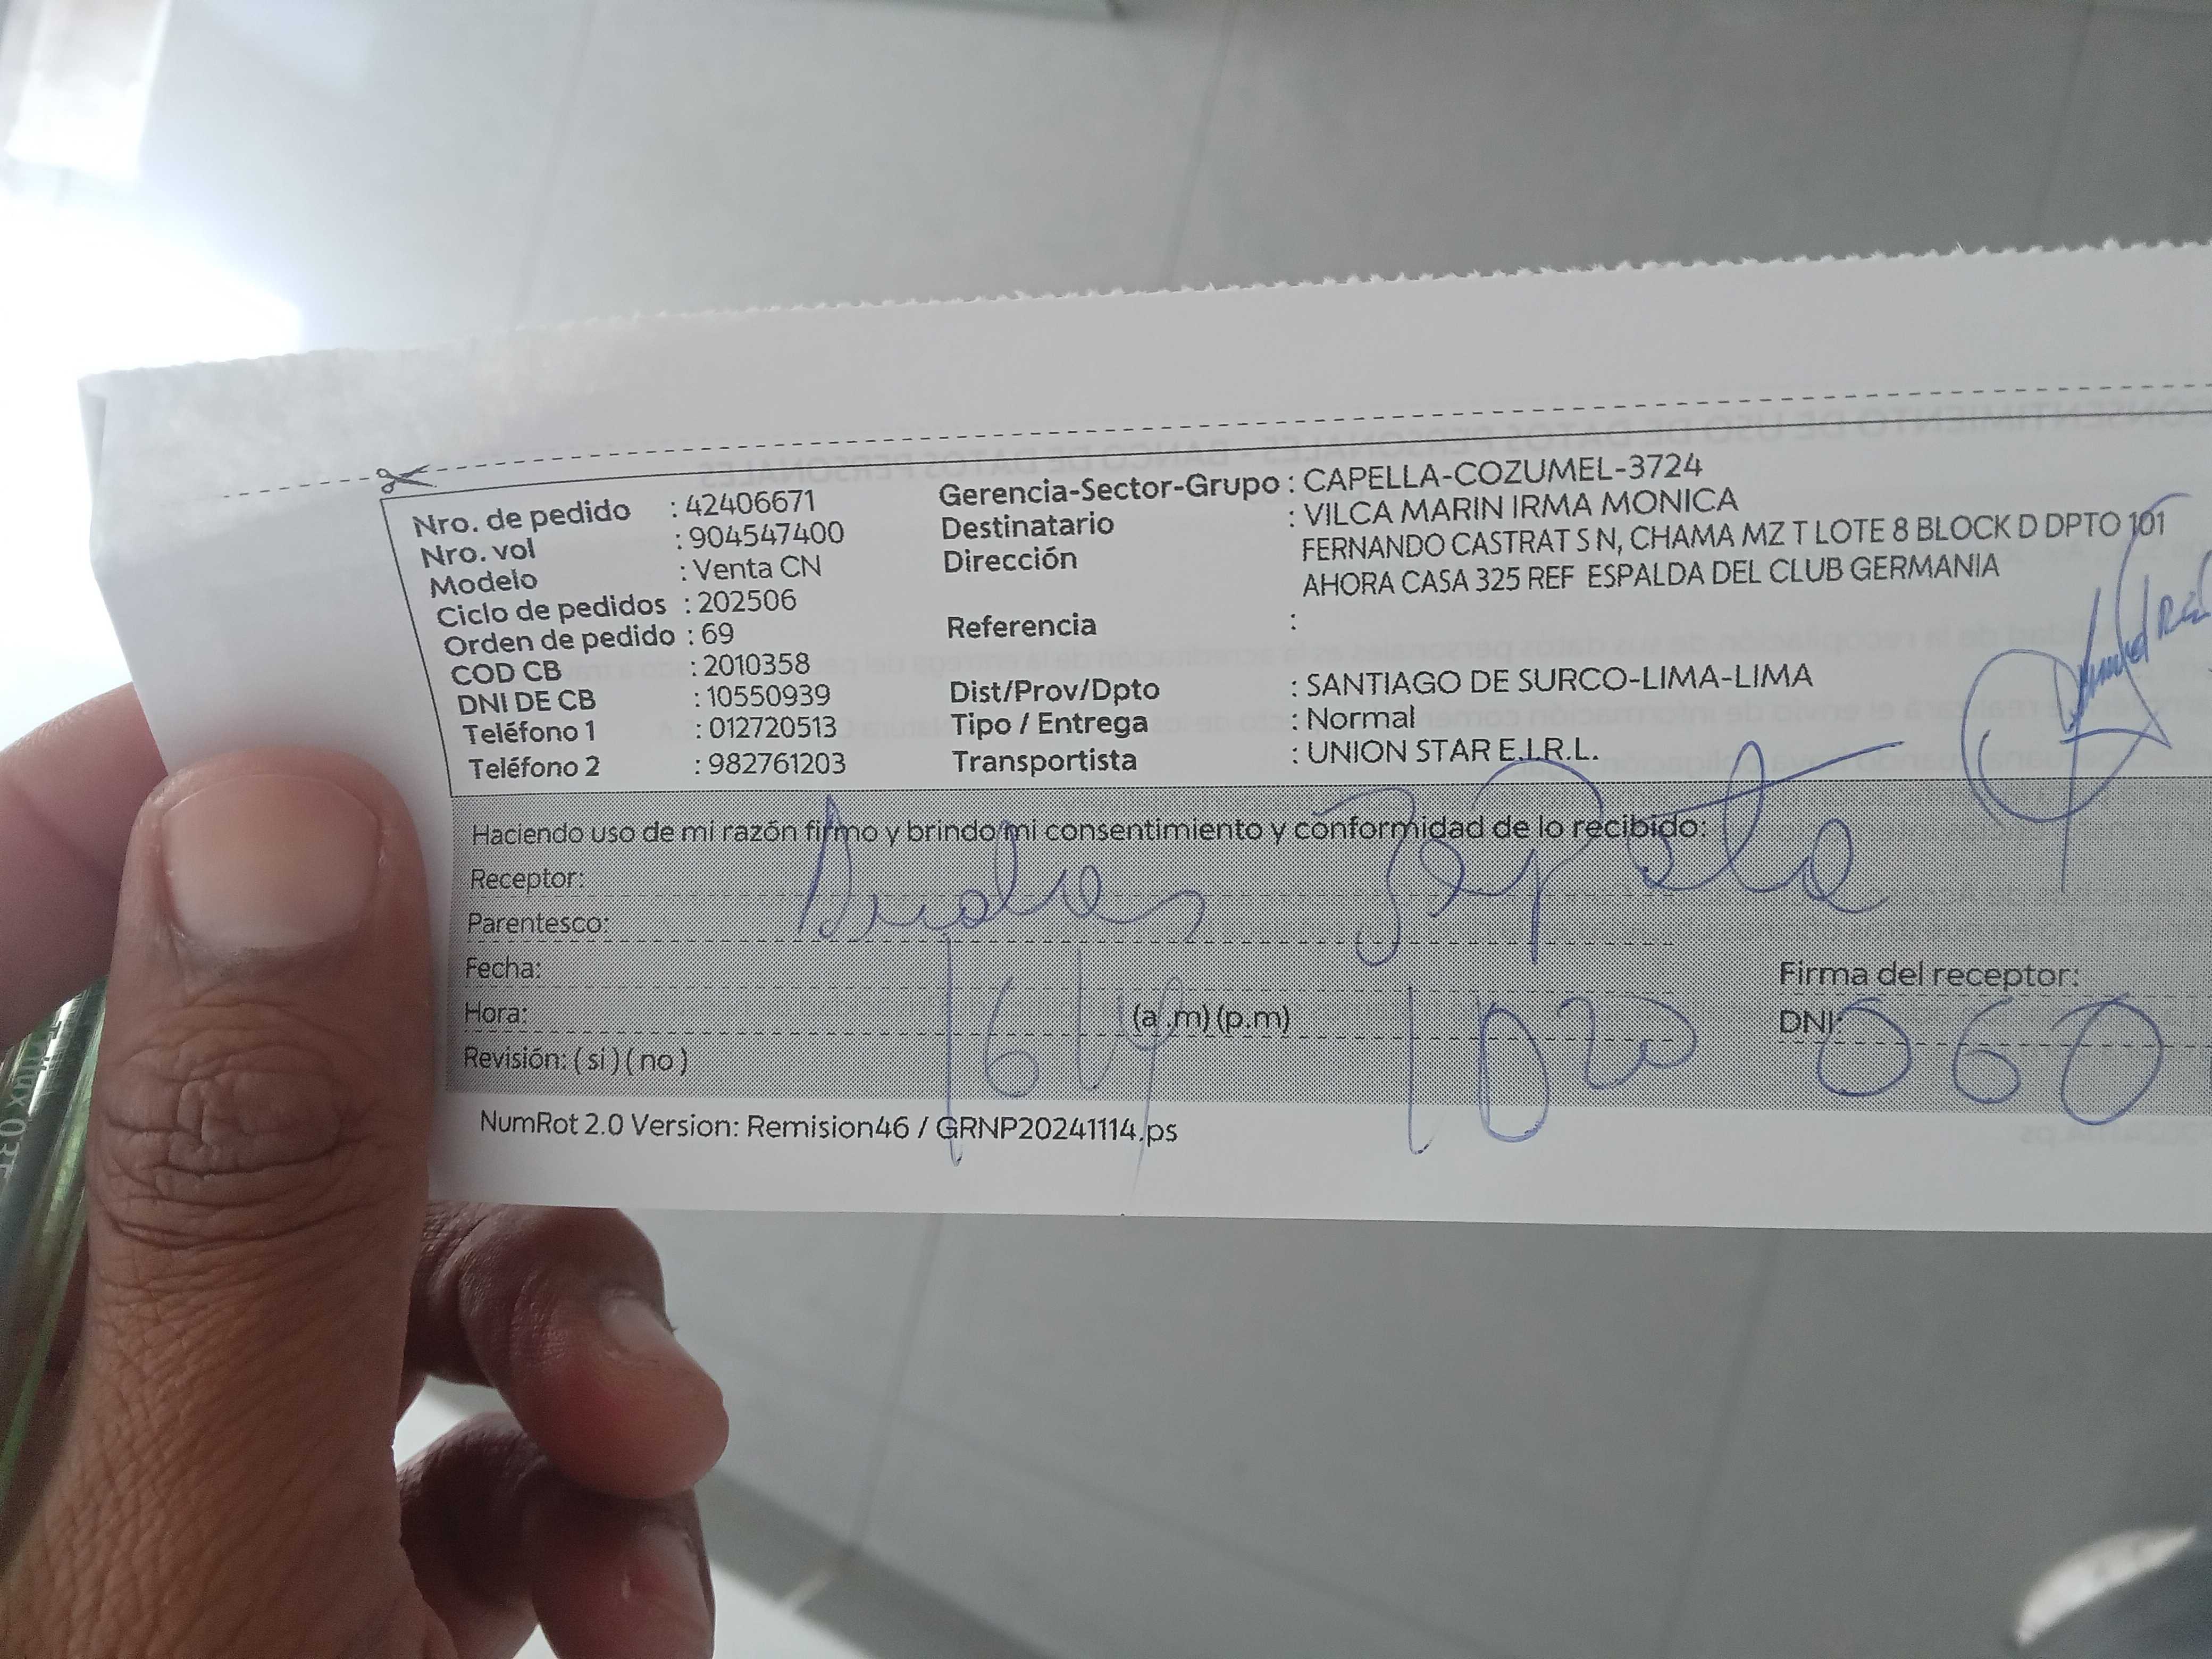 Nro. de pedido : 42406671
Nro. vol : 904547400
Modelo : Venta CN
Ciclo de pedidos : 202506
Orden de pedido : 69
COD CB : 2010358
DNI DE CB : 10550939
Teléfono 1 : 012720513
Teléfono 2 : 982761203
Gerencia-Sector-Grupo : CAPELLA-COZUMEL-3724
Destinatario : VILCA MARIN IRMA MONICA
Dirección FERNANDO CASTRAT S N, CHAMA MZ T LOTE 8 BLOCK D DPTO 101
AHORA CASA 325 REF ESPALDA DEL CLUB GERMANIA
Referencia :
Dist/Prov/Dpto : SANTIAGO DE SURCO-LIMA-LIMA
Tipo / Entrega : Normal
Transportista : UNION STAR E.I.R.L.
Haciendo uso de mi razón firmo y brindo mi consentimiento y conformidad de lo recibido:
Receptor:
Parentesco:
Fecha:
Hora: (a .m) (p.m)
Revisión: ( si ) ( no )
Firma del receptor:
DNI: 060
NumRot 2.0 Version: Remision46 / GRNP20241114.ps